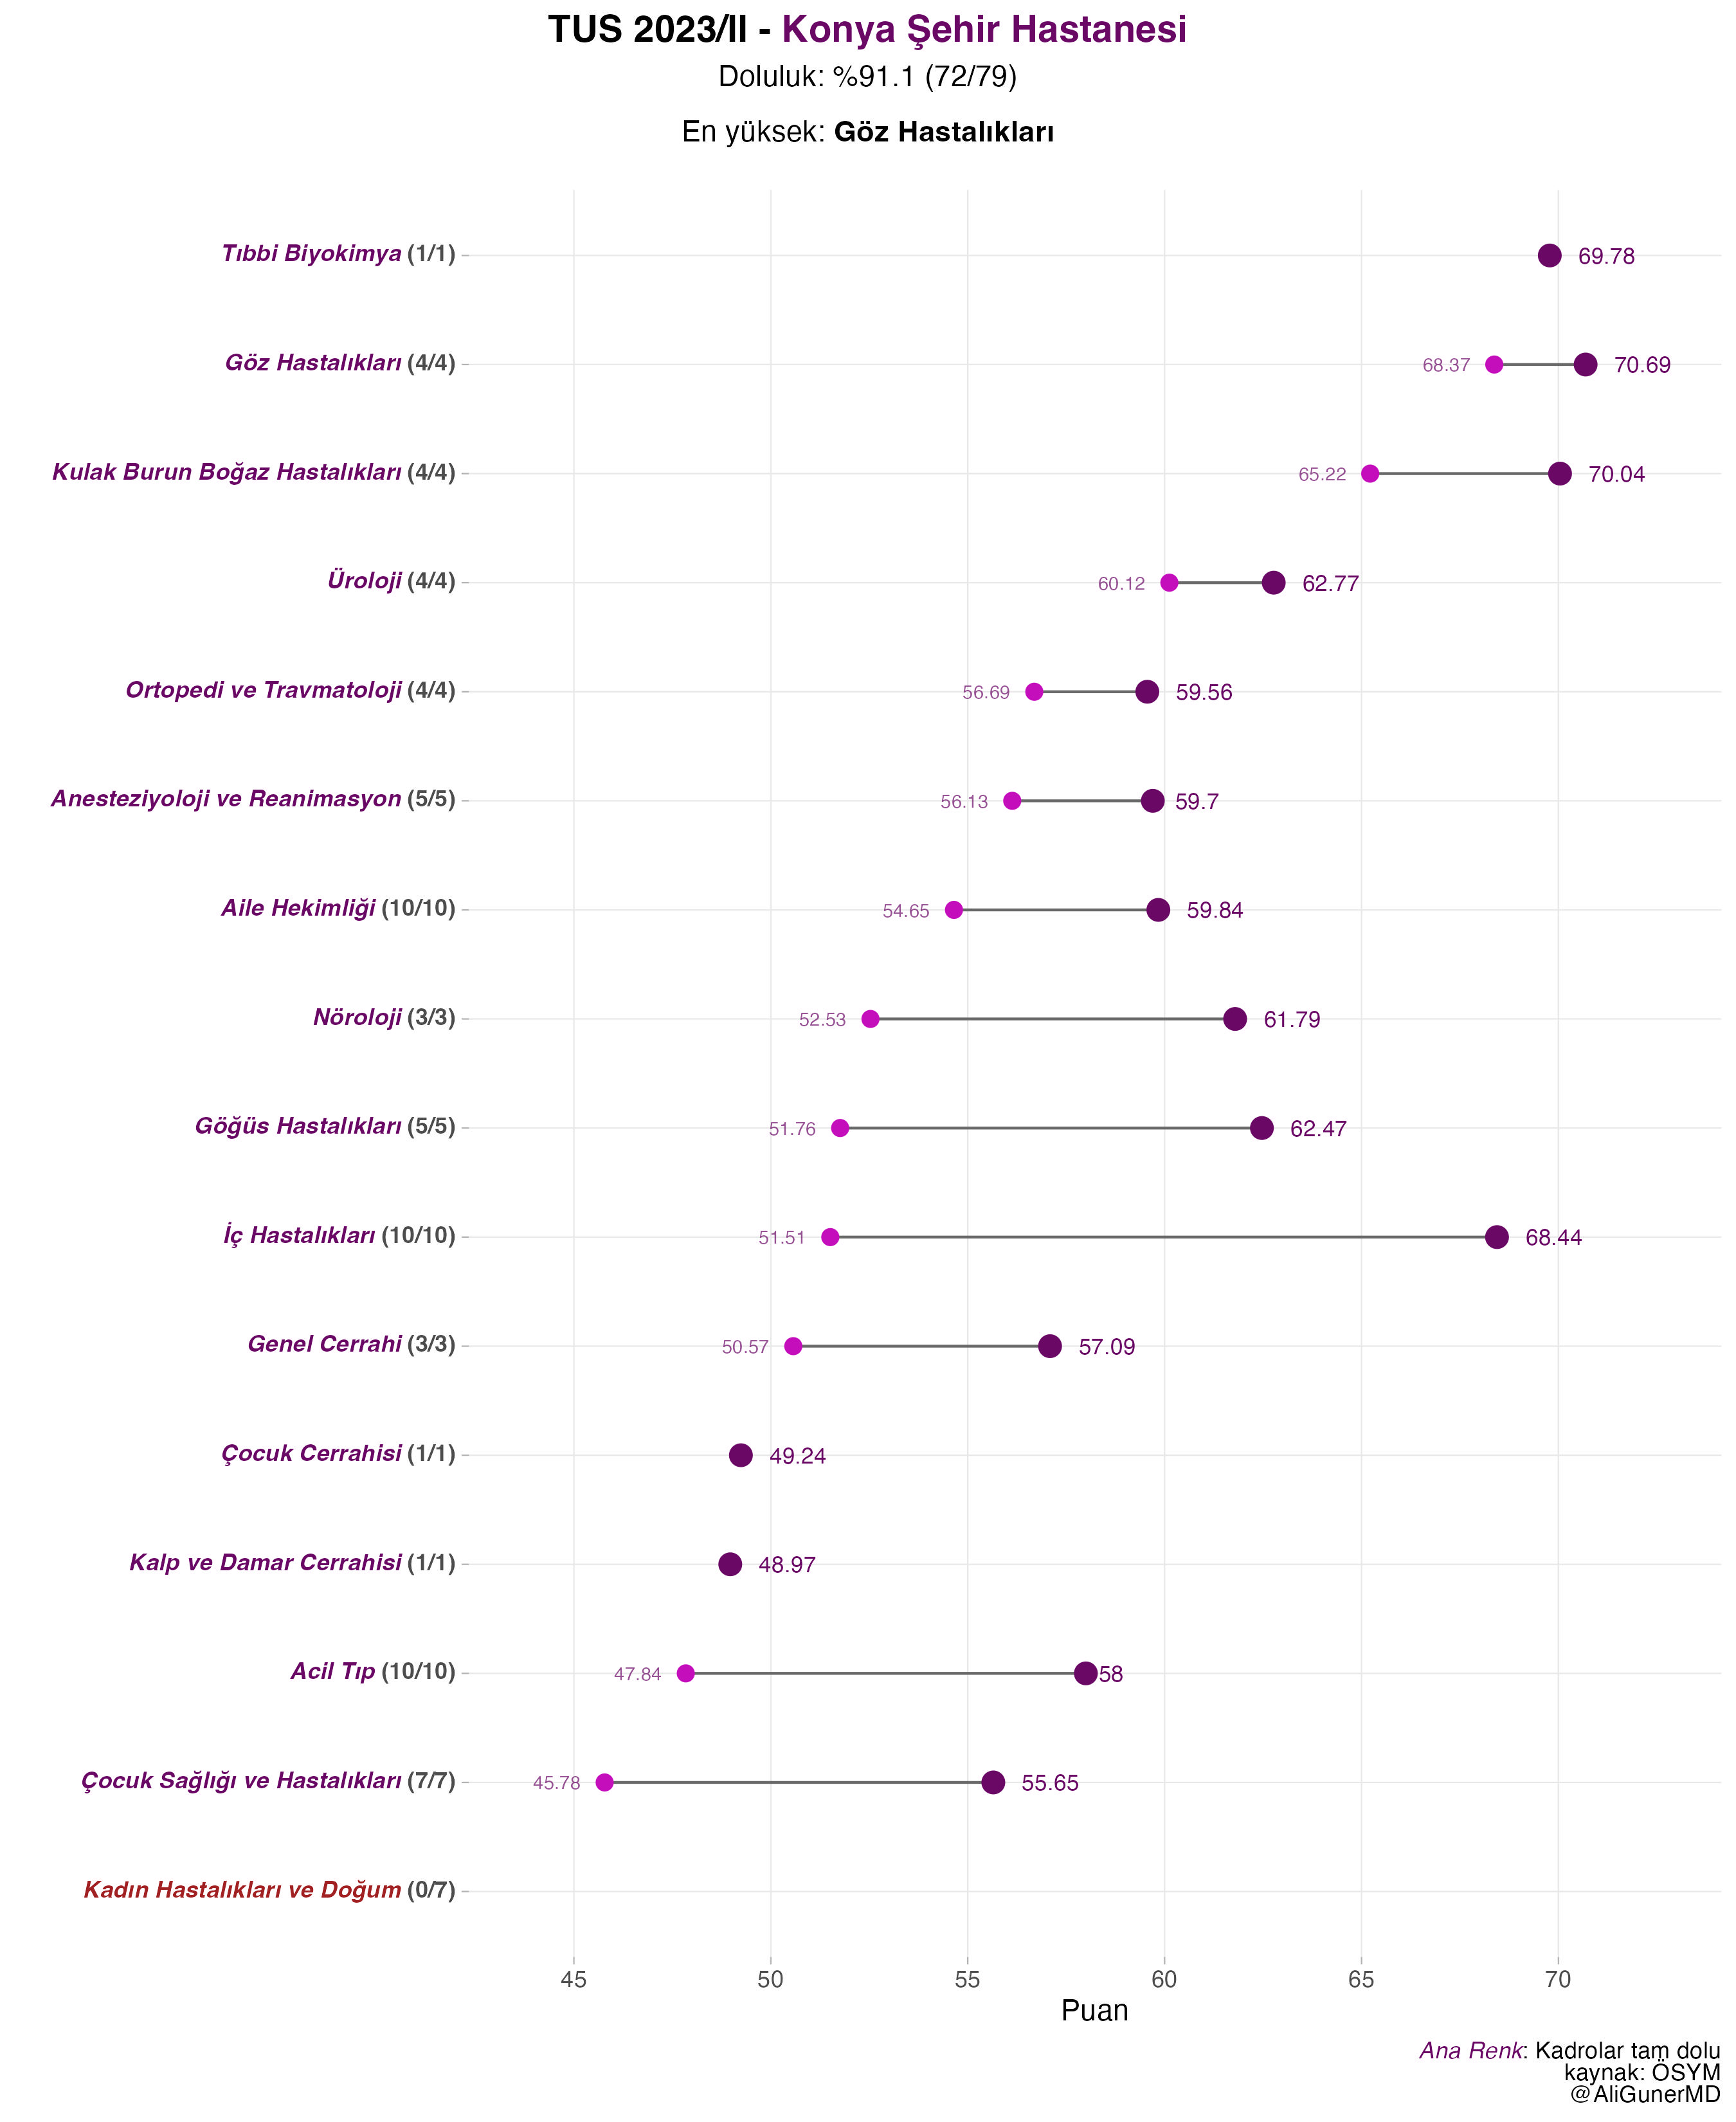 TUS 2023/II - Konya Şehir Hastanesi
Doluluk: %91.1 (72/79)
En yüksek: Göz Hastalıkları
Tıbbi Biyokimya (1/1) 69.78
Göz Hastalıkları (4/4) 68.37 70.69
Kulak Burun Boğaz Hastalıkları (4/4) 65.22 70.04
Üroloji (4/4) 60.12 62.77
Ortopedi ve Travmatoloji (4/4) 56.69 59.56
Anesteziyoloji ve Reanimasyon (5/5) 56.13 59.7
Aile Hekimliği (10/10) 54.65 59.84
Nöroloji (3/3) 52.53 61.79
Göğüs Hastalıkları (5/5) 51.76 62.47
İç Hastalıkları (10/10) 51.51 68.44
Genel Cerrahi (3/3) 50.57 57.09
Çocuk Cerrahisi (1/1) 49.24
Kalp ve Damar Cerrahisi (1/1) 48.97
Acil Tıp (10/10) 47.84 58
Çocuk Sağlığı ve Hastalıkları (7/7) 45.78 55.65
Kadın Hastalıkları ve Doğum (0/7)
45 50 55 60 65 70
Puan
Ana Renk: Kadrolar tam dolu
kaynak: ÖSYM
@AliGunerMD